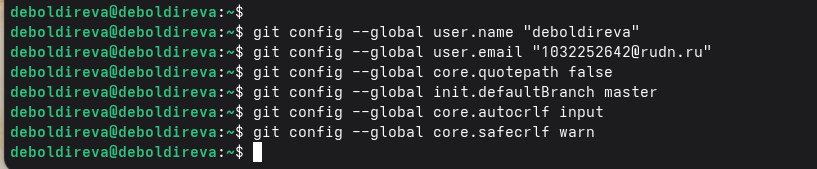 deboldireva@deboldireva:~$
deboldireva@deboldireva:~$ git config --global user.name "deboldireva"
deboldireva@deboldireva:~$ git config --global user.email "1032252642@rudn.ru"
deboldireva@deboldireva:~$ git config --global core.quotepath false
deboldireva@deboldireva:~$ git config --global init.defaultBranch master
deboldireva@deboldireva:~$ git config --global core.autocrlf input
deboldireva@deboldireva:~$ git config --global core.safecrlf warn
deboldireva@deboldireva:~$